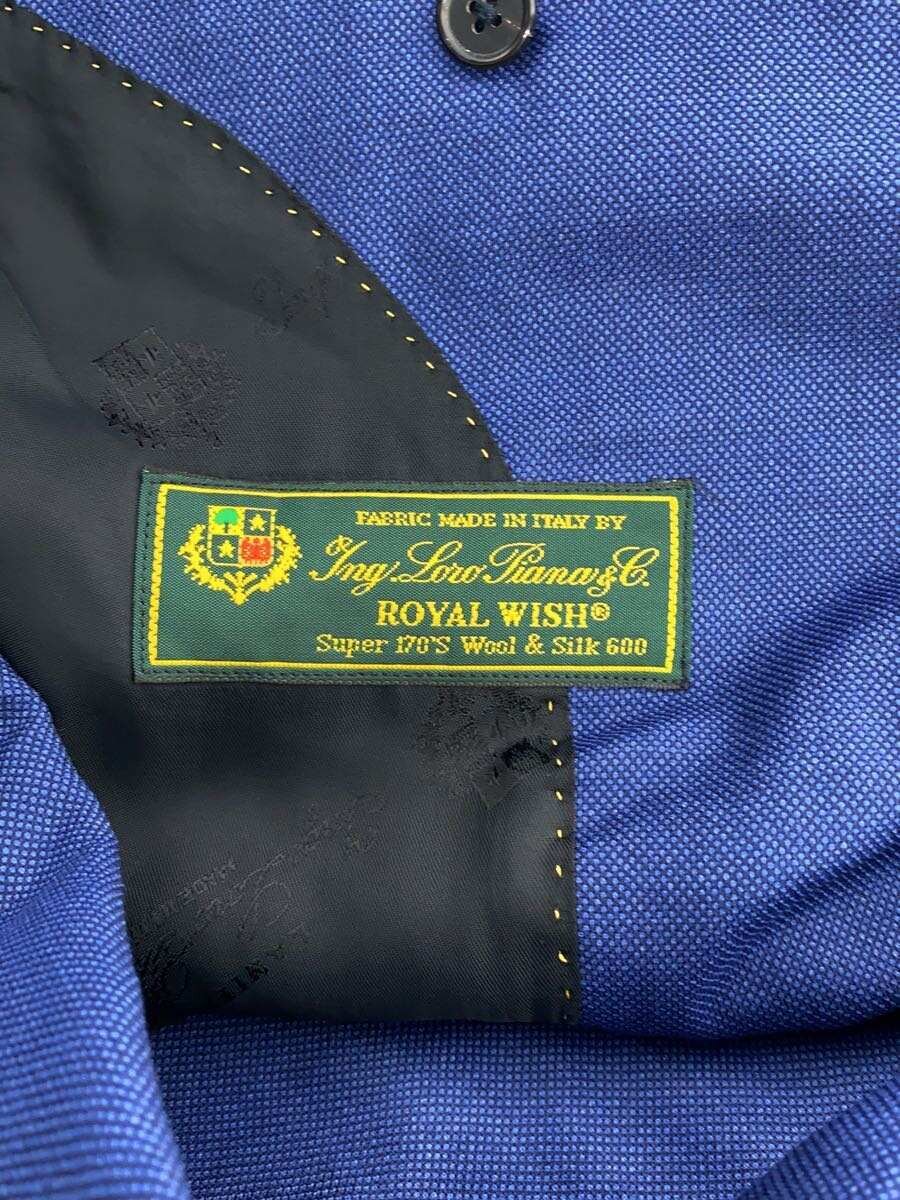 FABRIC MADE IN ITALY BY
Ing. Loro Piana & C.
ROYAL WISH®
Super 170'S Wool & Silk 600